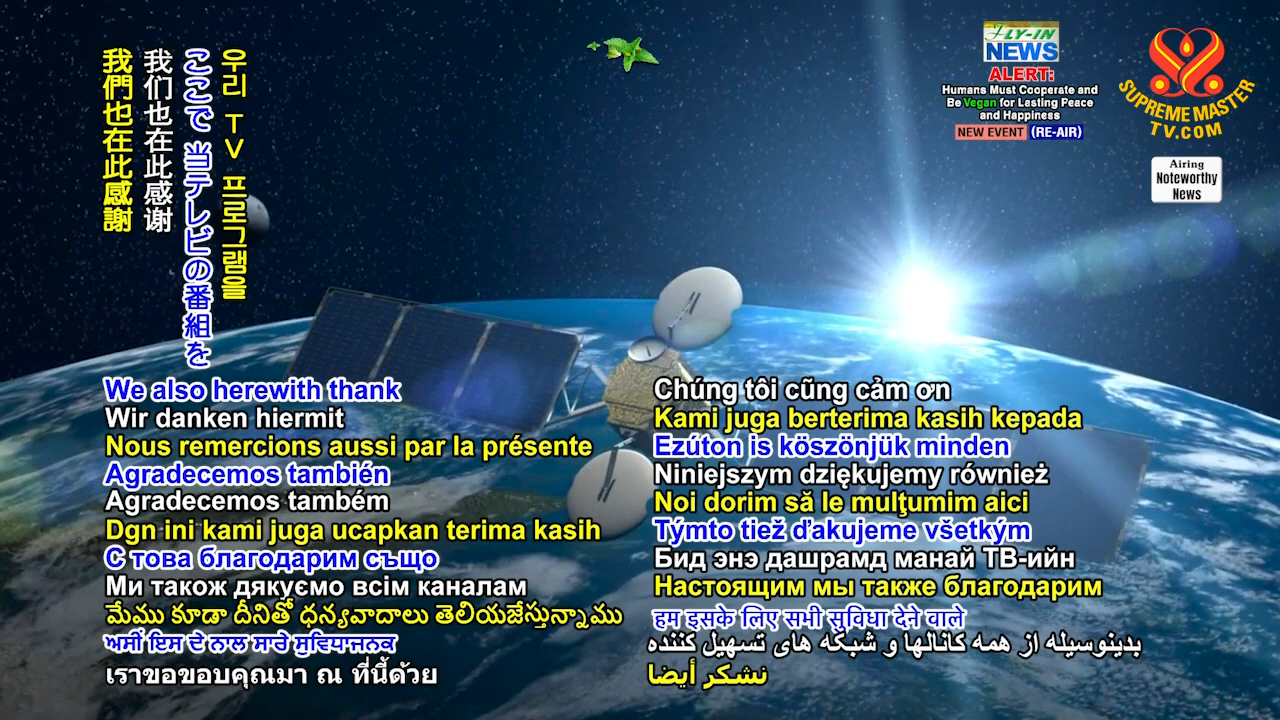 我們也在此感謝
我们也在此感谢
ここで 当テレビの番組を
우리 TV 프로그램을
FLY-IN
NEWS
ALERT:
Humans Must Cooperate and
Be Vegan for Lasting Peace
and Happiness
NEW EVENT (RE-AIR)
SUPREME MASTER
TV.COM
Airing
Noteworthy
News
We also herewith thank
Wir danken hiermit
Nous remercions aussi par la présente
Agradecemos también
Agradecemos também
Dgn ini kami juga ucapkan terima kasih
С това благодарим също
Ми також дякуємо всім каналам
మేము కూడా దీనితో ధన్యవాదాలు తెలియజేస్తున్నాము
ਅਸੀਂ ਇਸ ਦੇ ਨਾਲ ਸਾਰੇ ਸੁਵਿਧਾਜਨਕ
เราขอขอบคุณมา ณ ที่นี้ด้วย
Chúng tôi cũng cảm ơn
Kami juga berterima kasih kepada
Ezúton is köszönjük minden
Niniejszym dziękujemy również
Noi dorim să le mulţumim aici
Týmto tiež ďakujeme všetkým
Бид энэ дашрамд манай ТВ-ийн
Настоящим мы также благодарим
हम इसके लिए सभी सुविधा देने वाले
بدینوسیله از همه کانالها و شبکه های تسهیل کننده
نشكر أيضا